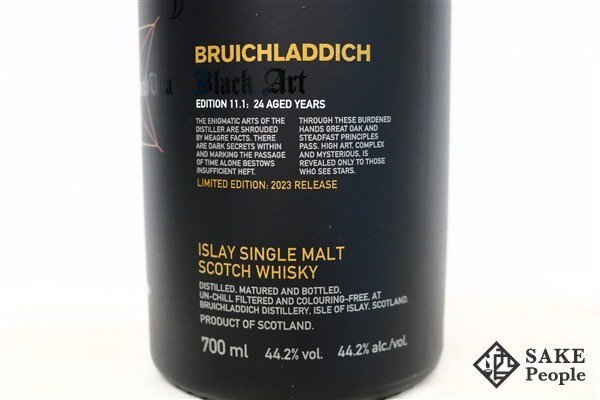 BRUICHLADDICH
Black Art
EDITION 11.1: 24 AGED YEARS
THE ENIGMATIC ARTS OF THE
DISTILLER ARE SHROUDED
BY MEAGRE FACTS. THERE
ARE DARK SECRETS WITHIN
AND MARKING THE PASSAGE
OF TIME ALONE BESTOWS
INSUFFICIENT HEFT.
THROUGH THESE BURDENED
HANDS GREAT OAK AND
STEADFAST PRINCIPLES
PASS. HIGH ART, COMPLEX
AND MYSTERIOUS, IS
REVEALED ONLY TO THOSE
WHO SEE STARS.
LIMITED EDITION: 2023 RELEASE
ISLAY SINGLE MALT
SCOTCH WHISKY
DISTILLED, MATURED AND BOTTLED,
UN-CHILL FILTERED AND COLOURING-FREE, AT
BRUICHLADDICH DISTILLERY, ISLE OF ISLAY, SCOTLAND.
PRODUCT OF SCOTLAND.
700 ml 44.2% vol. 44.2% alc./vol.
SAKE
People